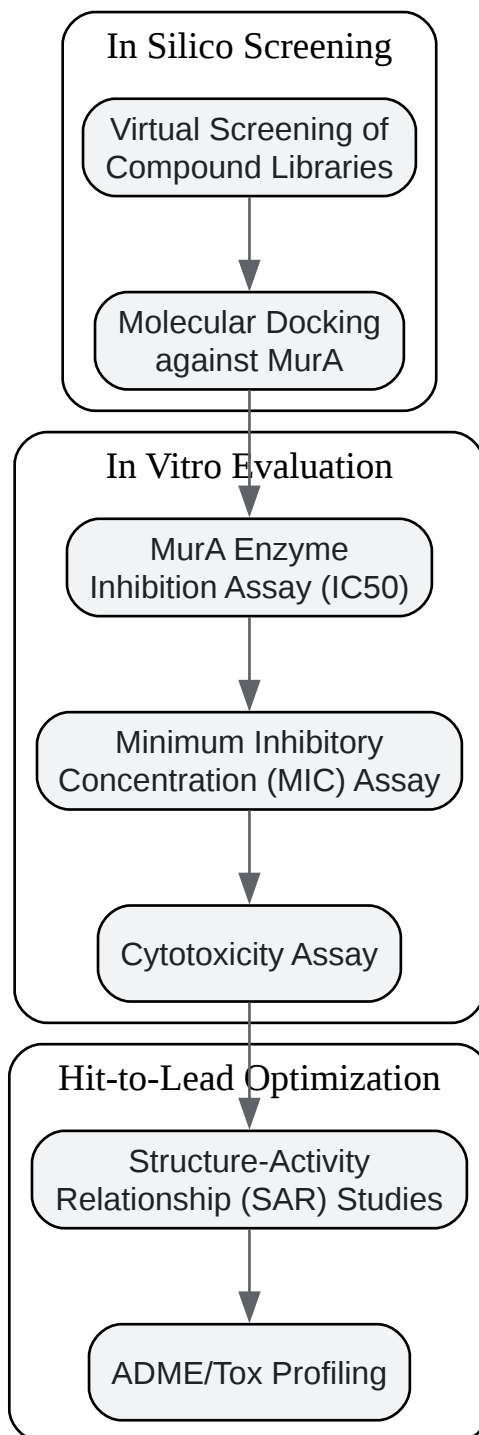 In Silico Screening
Virtual Screening of
Compound Libraries
Molecular Docking
against MurA
In Vitro Evaluation
MurA Enzyme
Inhibition Assay (IC50)
Minimum Inhibitory
Concentration (MIC) Assay
Cytotoxicity Assay
Hit-to-Lead Optimization
Structure-Activity
Relationship (SAR) Studies
ADME/Tox Profiling